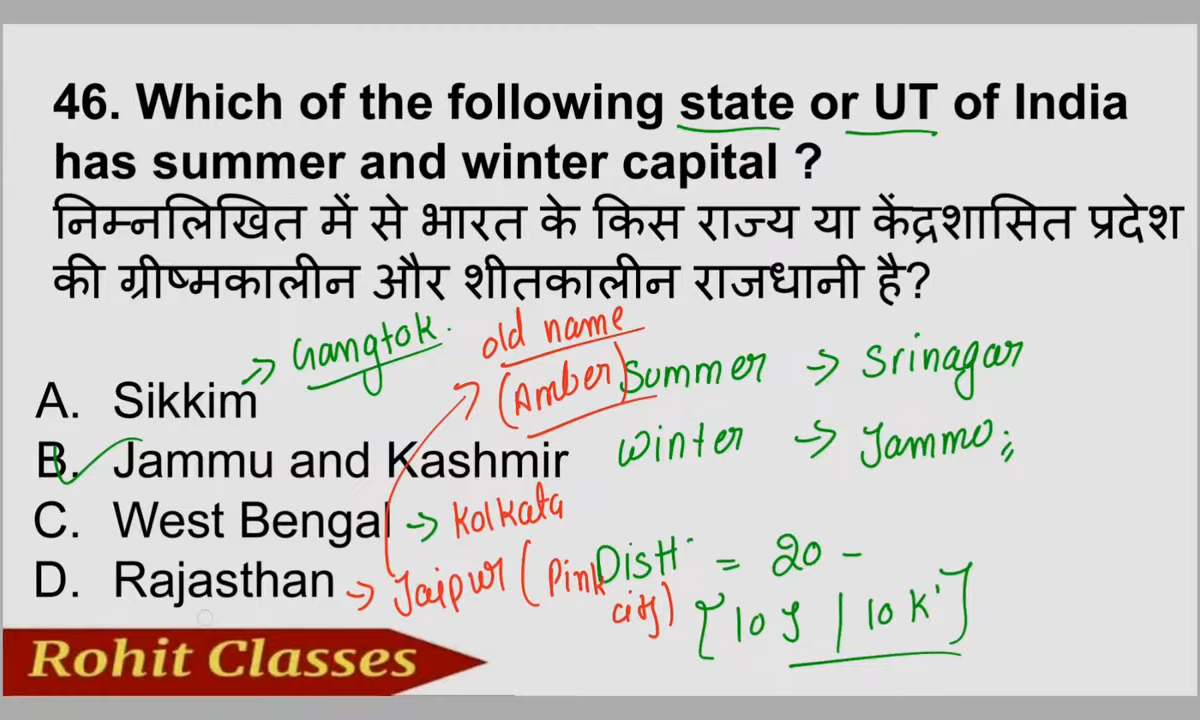 46. Which of the following state or UT of India
has summer and winter capital ?
निम्नलिखित में से भारत के किस राज्य या केंद्रशासित प्रदेश
की ग्रीष्मकालीन और शीतकालीन राजधानी है?
A. Sikkim → Gangtok.
old name
(Amber)
Summer → Srinagar
B. Jammu and Kashmir
Winter → Jammu
C. West Bengal → Kolkata
D. Rajasthan → Jaipur (Pink
city)
Distt. = 20 -
[10 J | 10 K]
Rohit Classes